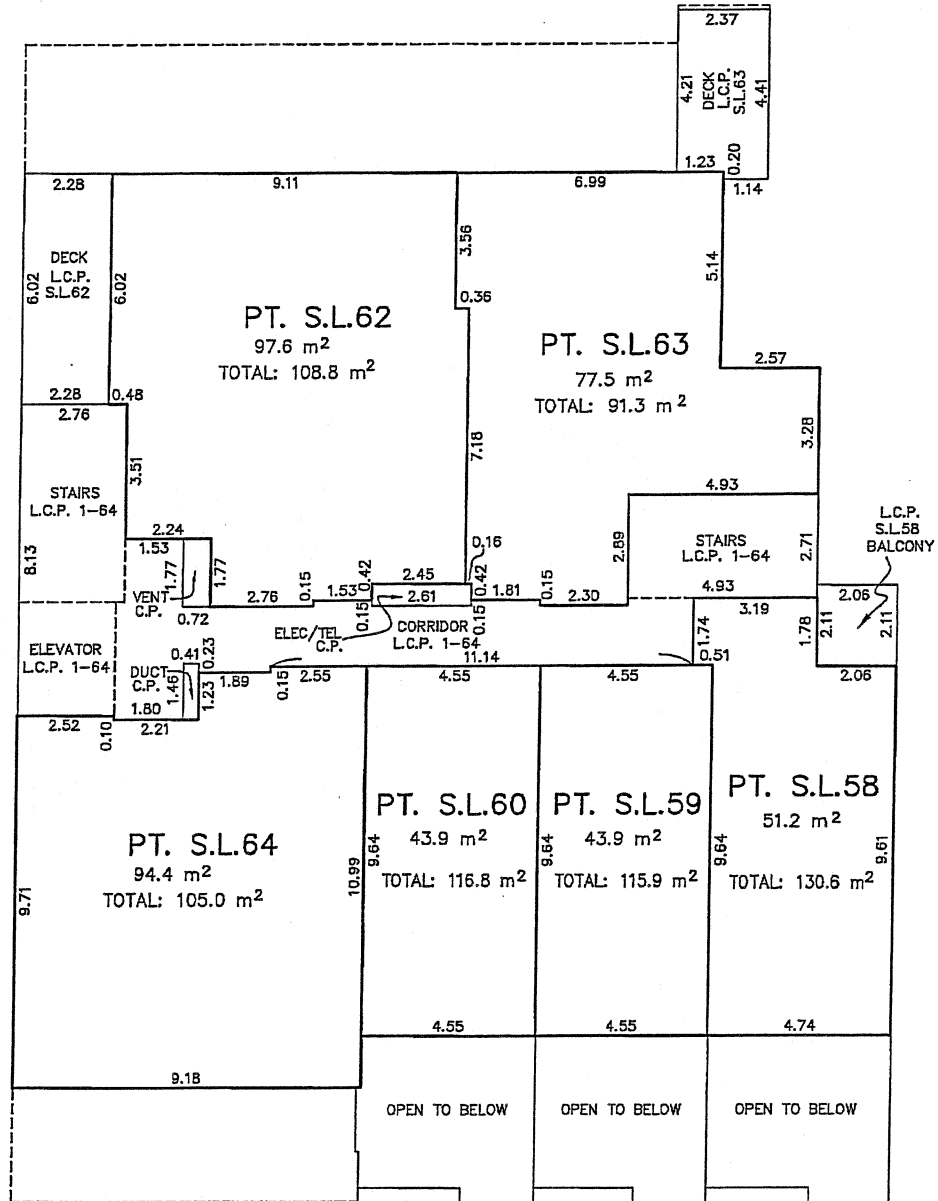 2.37
4.21
DECK
L.C.P.
S.L.63
4.41
1.23
0.20
1.14
2.28
9.11
6.99
DECK
L.C.P.
S.L.62
6.02
6.02
3.56
0.36
5.14
PT. S.L.62
97.6 m²
TOTAL: 108.8 m²
PT. S.L.63
77.5 m²
TOTAL: 91.3 m²
2.57
2.28
0.48
2.76
3.51
7.18
3.28
STAIRS
L.C.P. 1-64
8.13
4.93
2.89
STAIRS
L.C.P. 1-64
2.71
4.93
L.C.P.
S.L.58
BALCONY
2.24
1.53
1.77
1.77
VENT
C.P.
0.72
2.76
0.15
1.53
0.42
2.45
0.16
0.42
1.81
0.15
2.30
2.61
0.15
0.15
ELEC/TEL
C.P.
CORRIDOR
L.C.P. 1-64
3.19
1.74
1.78
2.06
2.11
2.11
ELEVATOR
L.C.P. 1-64
0.41
0.23
DUCT
C.P.
1.46
1.23
1.89
0.15
2.55
11.14
4.55
4.55
0.51
2.06
1.80
2.52
0.10
2.21
PT. S.L.64
94.4 m²
TOTAL: 105.0 m²
9.71
10.99
9.64
PT. S.L.60
43.9 m²
TOTAL: 116.8 m²
9.64
PT. S.L.59
43.9 m²
TOTAL: 115.9 m²
9.64
PT. S.L.58
51.2 m²
TOTAL: 130.6 m²
9.61
4.55
4.55
4.74
9.18
OPEN TO BELOW
OPEN TO BELOW
OPEN TO BELOW